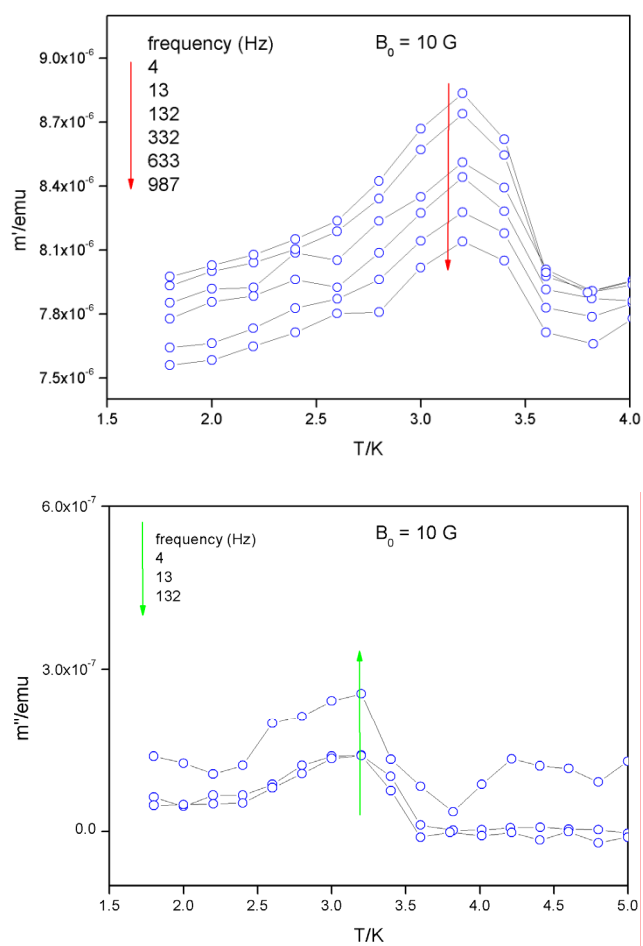 frequency (Hz)
4
13
132
332
633
987
B₀ = 10 G
9.0x10⁻⁶
8.7x10⁻⁶
8.4x10⁻⁶
8.1x10⁻⁶
7.8x10⁻⁶
7.5x10⁻⁶
m'/emu
1.5 2.0 2.5 3.0 3.5 4.0
T/K
6.0x10⁻⁷
3.0x10⁻⁷
0.0
m"/emu
frequency (Hz)
4
13
132
B₀ = 10 G
1.5 2.0 2.5 3.0 3.5 4.0 4.5 5.0
T/K